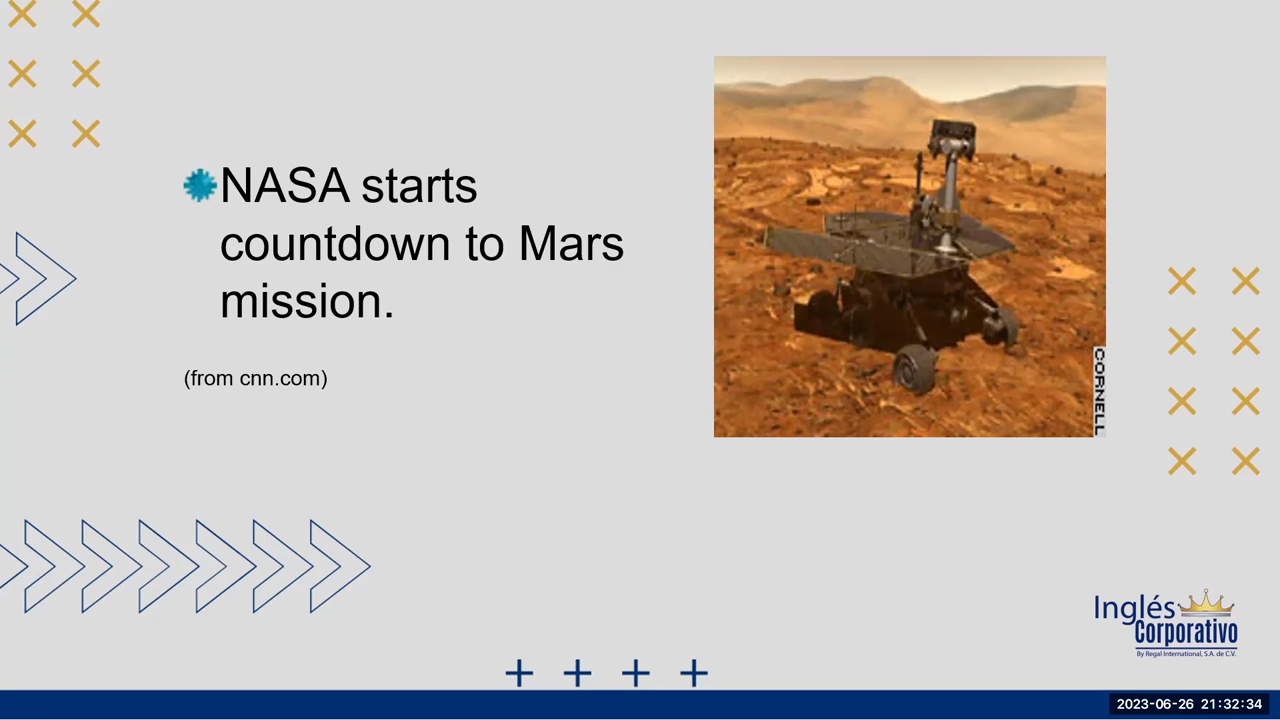 NASA starts
countdown to Mars
mission.
(from cnn.com)
CORNELL
Inglés
Corporativo
By Regal International, S.A. de C.V.
2023-06-26 21:32:34